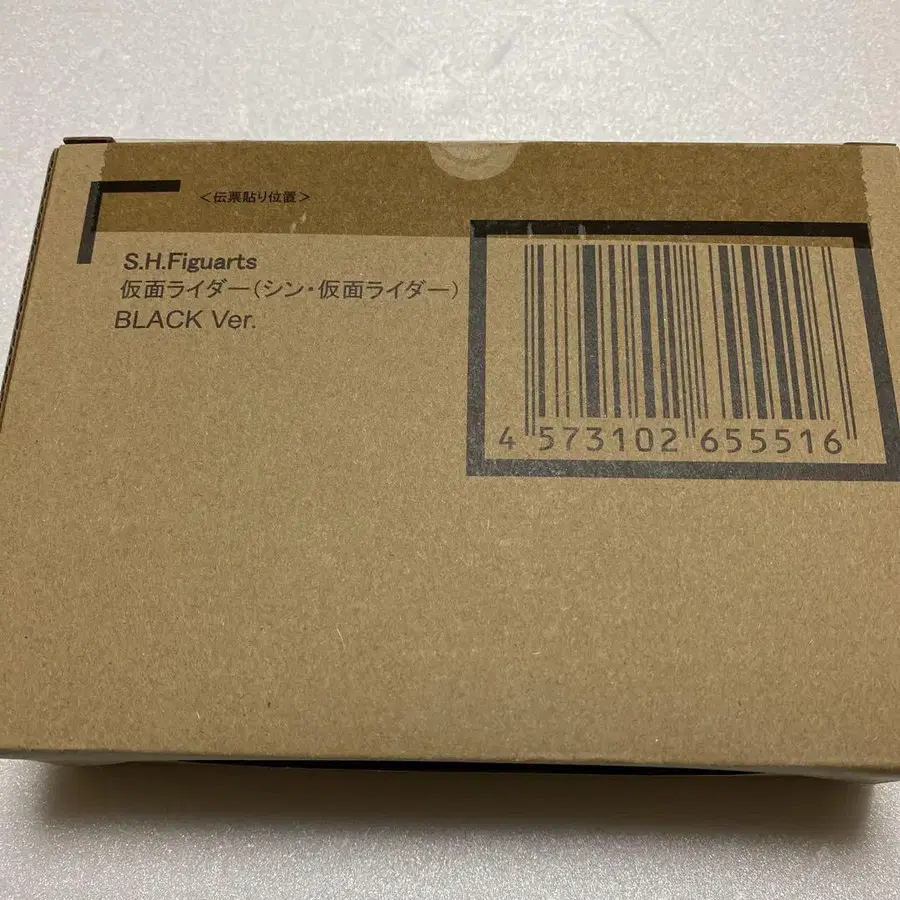 <伝票貼り位置>
S.H.Figuarts
仮面ライダー(シン・仮面ライダー)
BLACK Ver.
4 573102 655516